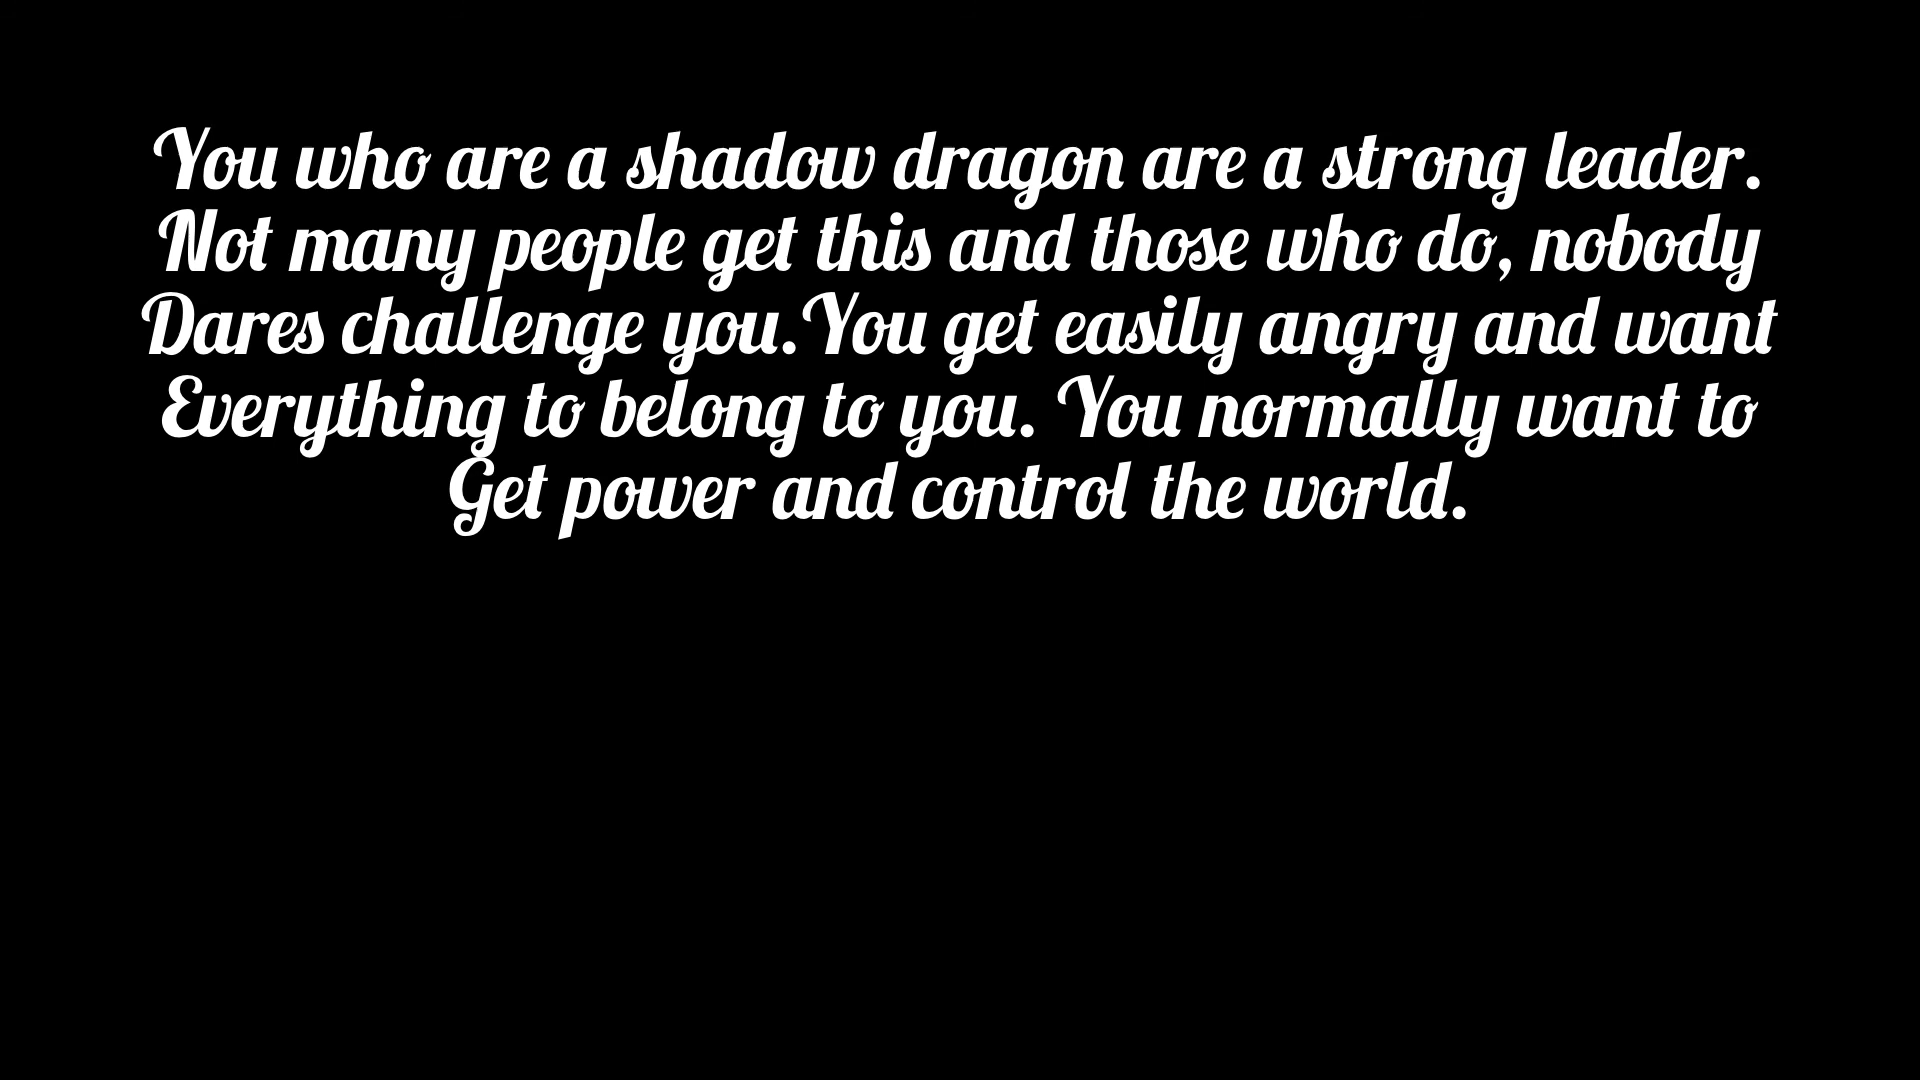 You who are a shadow dragon are a strong leader.
Not many people get this and those who do, nobody
Dares challenge you.You get easily angry and want
Everything to belong to you. You normally want to
Get power and control the world.